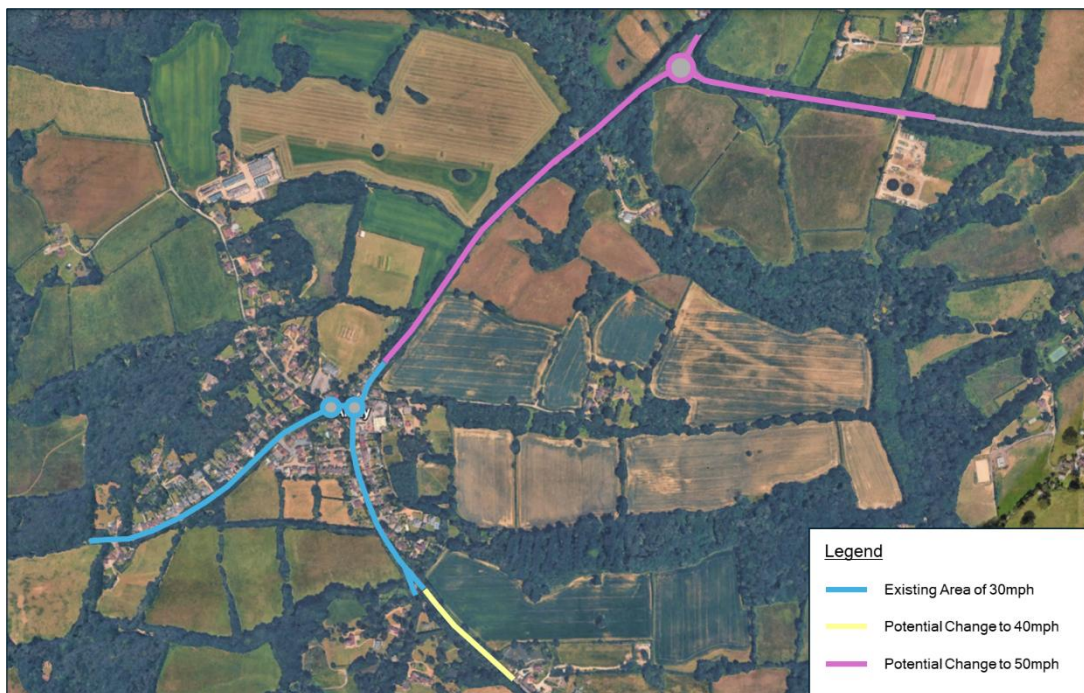 Legend
Existing Area of 30mph
Potential Change to 40mph
Potential Change to 50mph